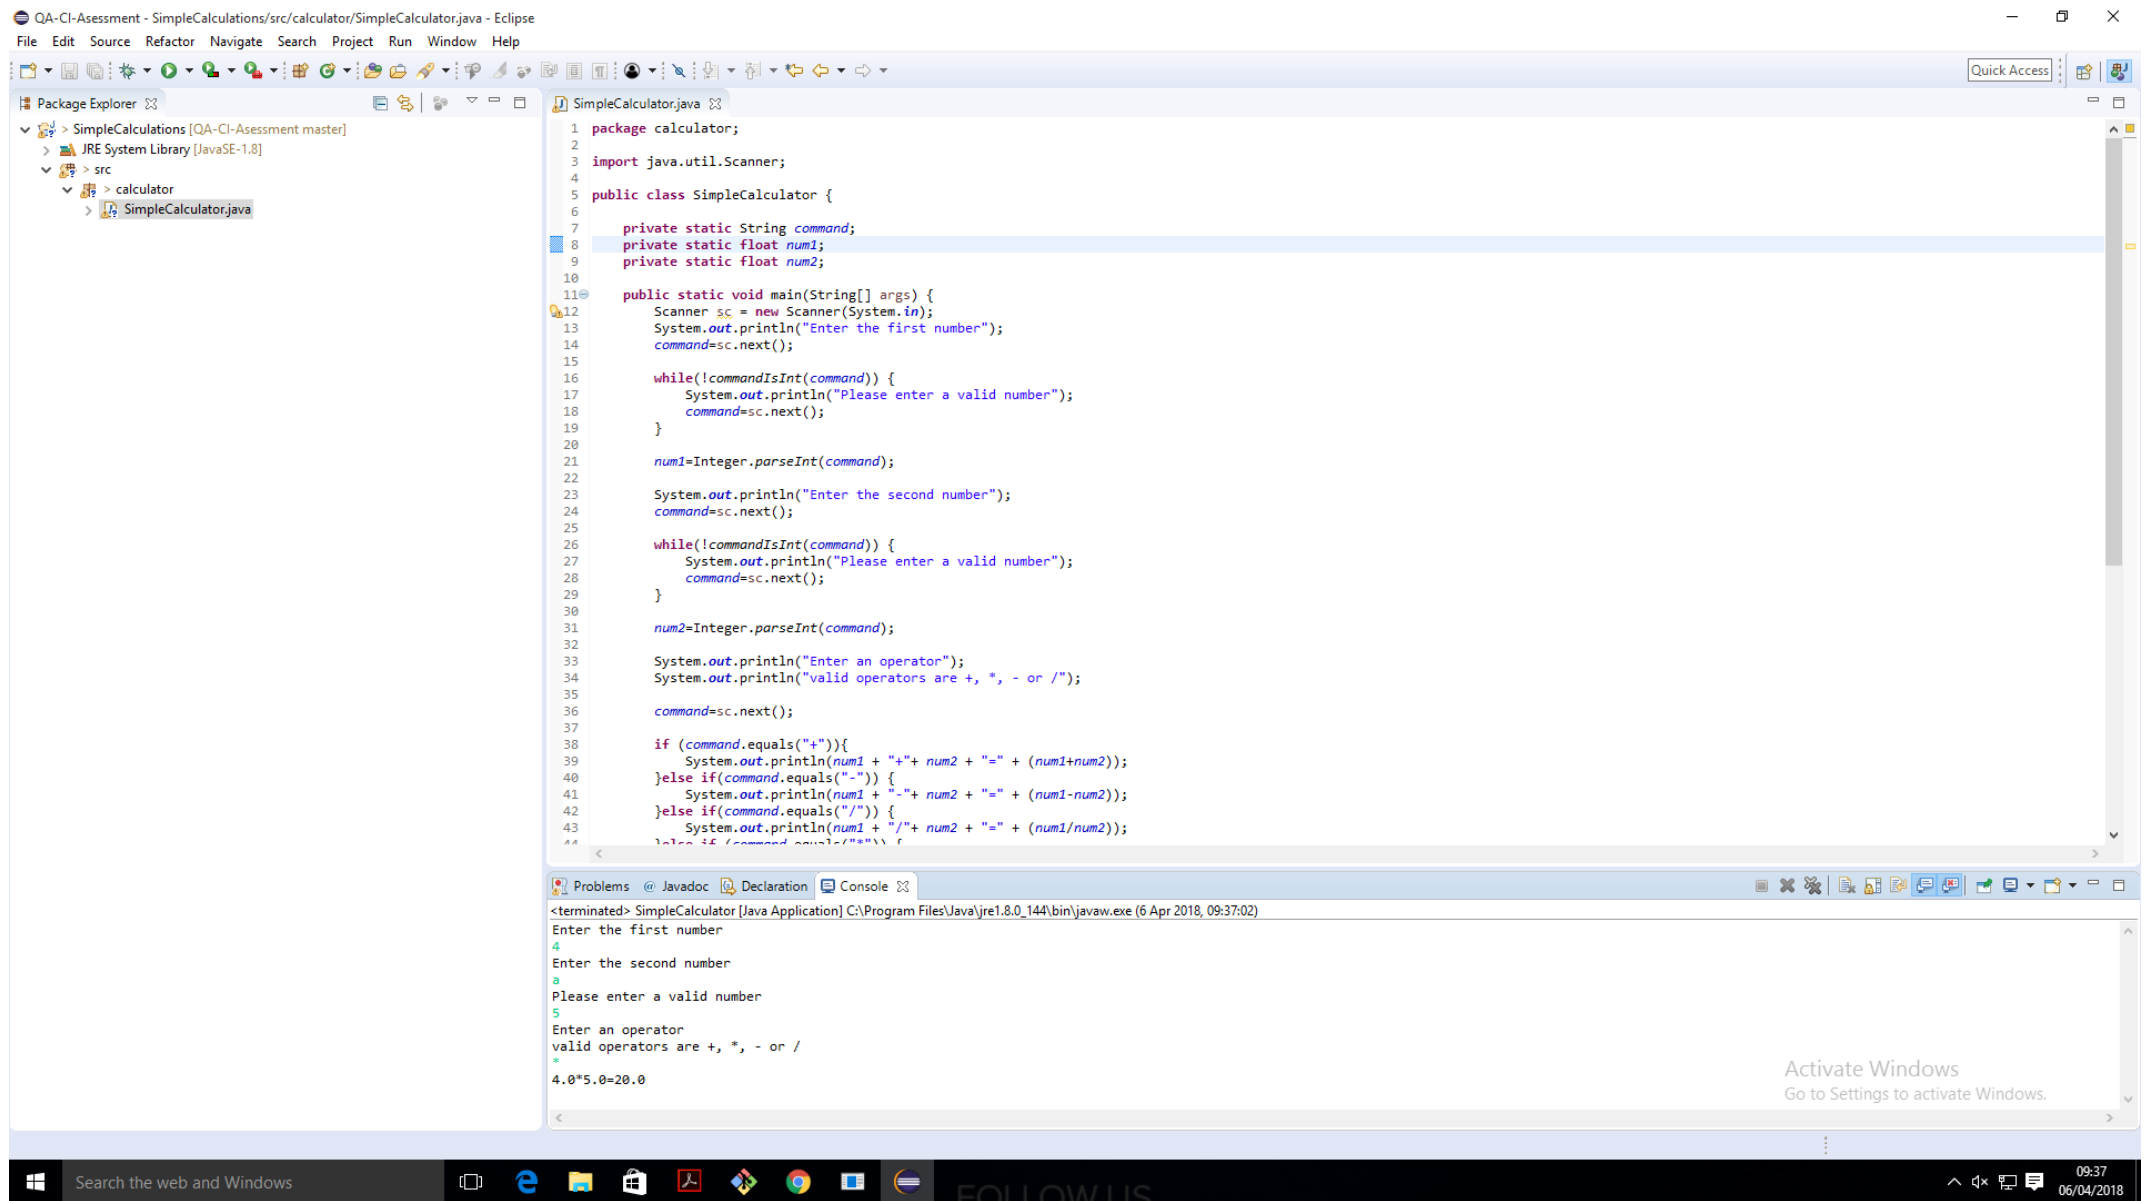 QA-CI-Asessment - SimpleCalculations/src/calculator/SimpleCalculator.java - Eclipse
File Edit Source Refactor Navigate Search Project Run Window Help
Quick Access
Package Explorer
> SimpleCalculations [QA-CI-Asessment master]
JRE System Library [JavaSE-1.8]
> src
> calculator
SimpleCalculator.java
SimpleCalculator.java
1 package calculator;
2
3 import java.util.Scanner;
4
5 public class SimpleCalculator {
6
7 private static String command;
8 private static float num1;
9 private static float num2;
10
11 public static void main(String[] args) {
12 Scanner sc = new Scanner(System.in);
13 System.out.println("Enter the first number");
14 command=sc.next();
15
16 while(!commandIsInt(command)) {
17 System.out.println("Please enter a valid number");
18 command=sc.next();
19 }
20
21 num1=Integer.parseInt(command);
22
23 System.out.println("Enter the second number");
24 command=sc.next();
25
26 while(!commandIsInt(command)) {
27 System.out.println("Please enter a valid number");
28 command=sc.next();
29 }
30
31 num2=Integer.parseInt(command);
32
33 System.out.println("Enter an operator");
34 System.out.println("valid operators are +, *, - or /");
35
36 command=sc.next();
37
38 if (command.equals("+")){
39 System.out.println(num1 + "+"+ num2 + "=" + (num1+num2));
40 }else if(command.equals("-")) {
41 System.out.println(num1 + "-"+ num2 + "=" + (num1-num2));
42 }else if(command.equals("/")) {
43 System.out.println(num1 + "/"+ num2 + "=" + (num1/num2));
44 }else if (command.equals("*")) {
Problems @ Javadoc Declaration Console
<terminated> SimpleCalculator [Java Application] C:\Program Files\Java\jre1.8.0_144\bin\javaw.exe (6 Apr 2018, 09:37:02)
Enter the first number
4
Enter the second number
a
Please enter a valid number
5
Enter an operator
valid operators are +, *, - or /
*
4.0*5.0=20.0
Activate Windows
Go to Settings to activate Windows.
Search the web and Windows
FOLLOW US
09:37
06/04/2018